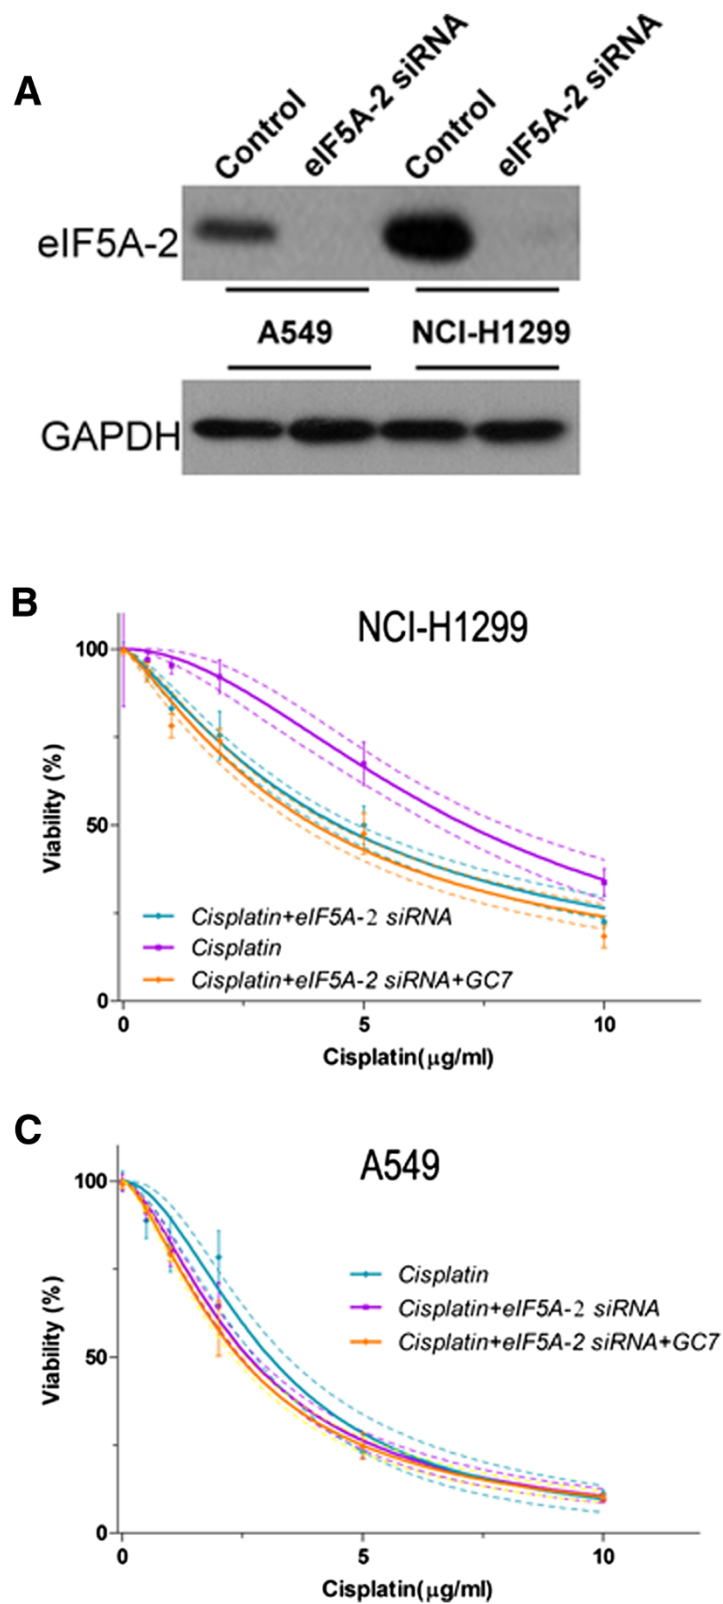 A
Control
eIF5A-2 siRNA
Control
eIF5A-2 siRNA
eIF5A-2
A549
NCI-H1299
GAPDH
B
NCI-H1299
100
50
0
Viability (%)
Cisplatin+eIF5A-2 siRNA
Cisplatin
Cisplatin+eIF5A-2 siRNA+GC7
0
5
10
Cisplatin(μg/ml)
C
A549
100
50
0
Viability (%)
Cisplatin
Cisplatin+eIF5A-2 siRNA
Cisplatin+eIF5A-2 siRNA+GC7
0
5
10
Cisplatin(μg/ml)